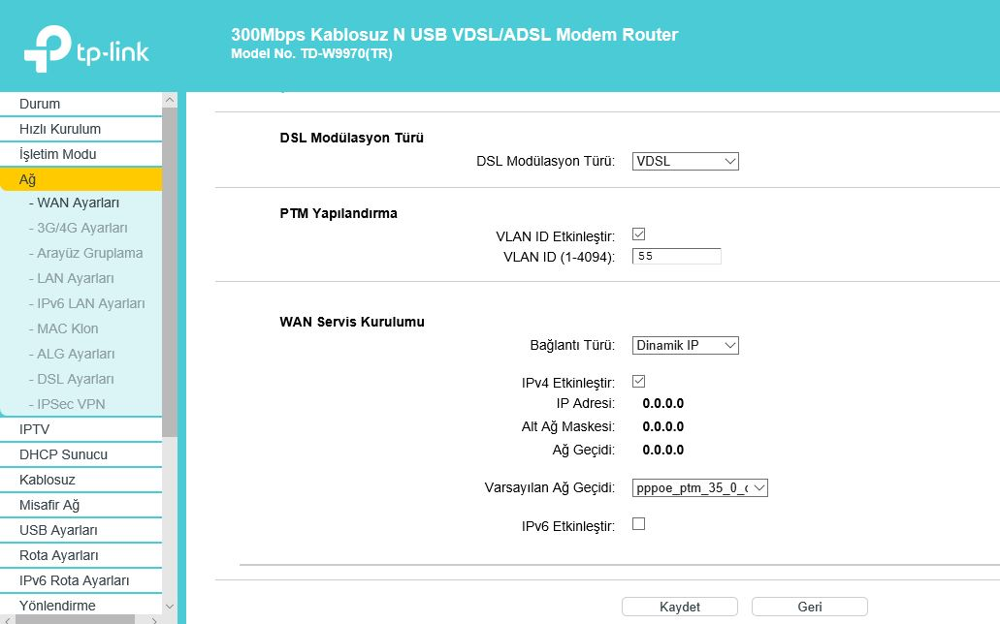 tp-link
300Mbps Kablosuz N USB VDSL/ADSL Modem Router
Model No. TD-W9970(TR)
Durum
Hızlı Kurulum
İşletim Modu
Ağ
- WAN Ayarları
- 3G/4G Ayarları
- Arayüz Gruplama
- LAN Ayarları
- IPv6 LAN Ayarları
- MAC Klon
- ALG Ayarları
- DSL Ayarları
- IPSec VPN
IPTV
DHCP Sunucu
Kablosuz
Misafir Ağ
USB Ayarları
Rota Ayarları
IPv6 Rota Ayarları
Yönlendirme
DSL Modülasyon Türü
DSL Modülasyon Türü: VDSL
PTM Yapılandırma
VLAN ID Etkinleştir:
VLAN ID (1-4094): 55
WAN Servis Kurulumu
Bağlantı Türü: Dinamik IP
IPv4 Etkinleştir:
IP Adresi: 0.0.0.0
Alt Ağ Maskesi: 0.0.0.0
Ağ Geçidi: 0.0.0.0
Varsayılan Ağ Geçidi: pppoe_ptm_35_0_
IPv6 Etkinleştir:
Kaydet Geri